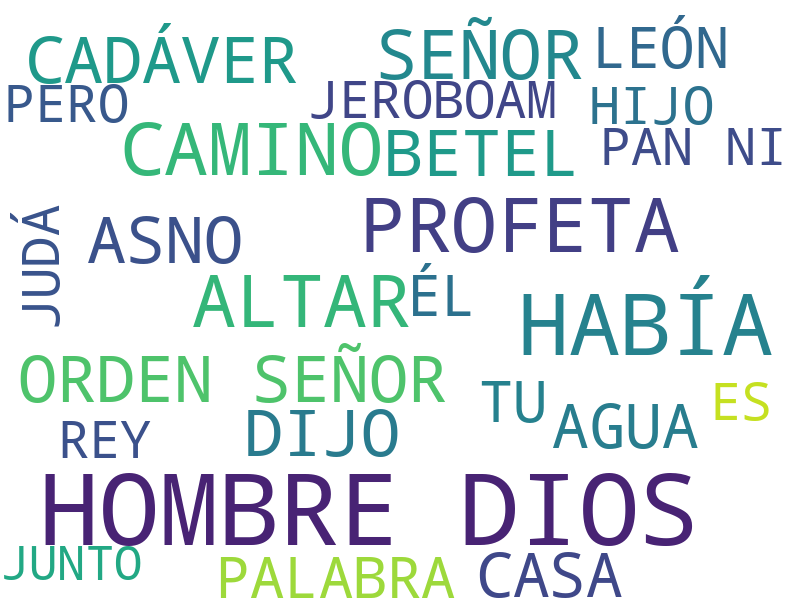 CADÁVER SEÑOR LEÓN
PERO JEROBOAM HIJO
CAMINO BETEL PAN NI
JUDÁ ASNO PROFETA
ALTAR ÉL HABÍA
ORDEN SEÑOR TU ES
REY DIJO AGUA
HOMBRE DIOS
JUNTO PALABRA CASA